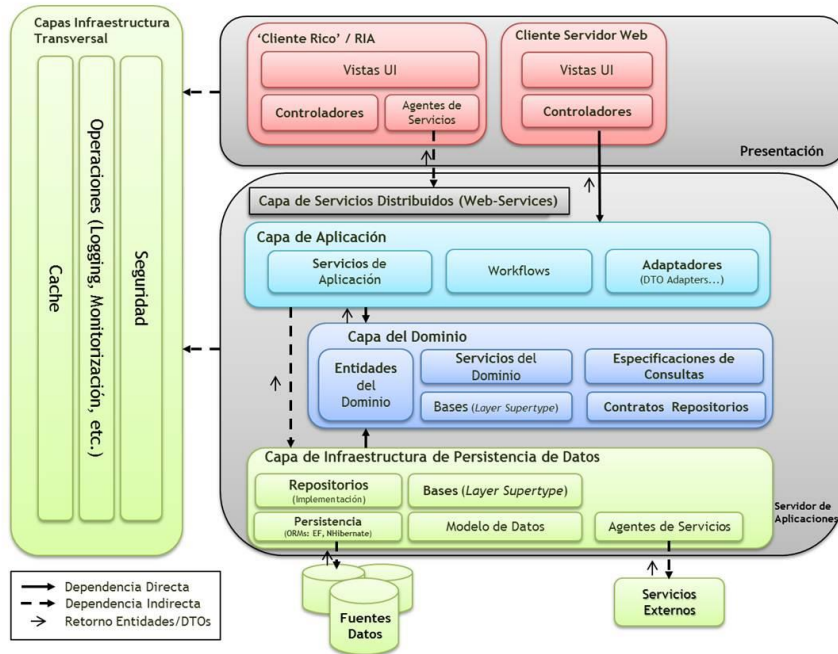 Capas Infraestructura
Transversal
Cache
Operaciones (Logging, Monitorización, etc.)
Seguridad
‘Cliente Rico’ / RIA
Vistas UI
Controladores
Agentes de
Servicios
Cliente Servidor Web
Vistas UI
Controladores
Presentación
Capa de Servicios Distribuidos (Web-Services)
Capa de Aplicación
Servicios de
Aplicación
Workflows
Adaptadores
(DTO Adapters...)
Capa del Dominio
Entidades
del
Dominio
Servicios del
Dominio
Especificaciones de
Consultas
Bases (Layer Supertype)
Contratos Repositorios
Capa de Infraestructura de Persistencia de Datos
Repositorios
(Implementación)
Bases (Layer Supertype)
Persistencia
(ORMs: EF, NHibernate)
Modelo de Datos
Agentes de Servicios
Servidor de
Aplicaciones
Fuentes
Datos
Servicios
Externos
Dependencia Directa
Dependencia Indirecta
Retorno Entidades/DTOs